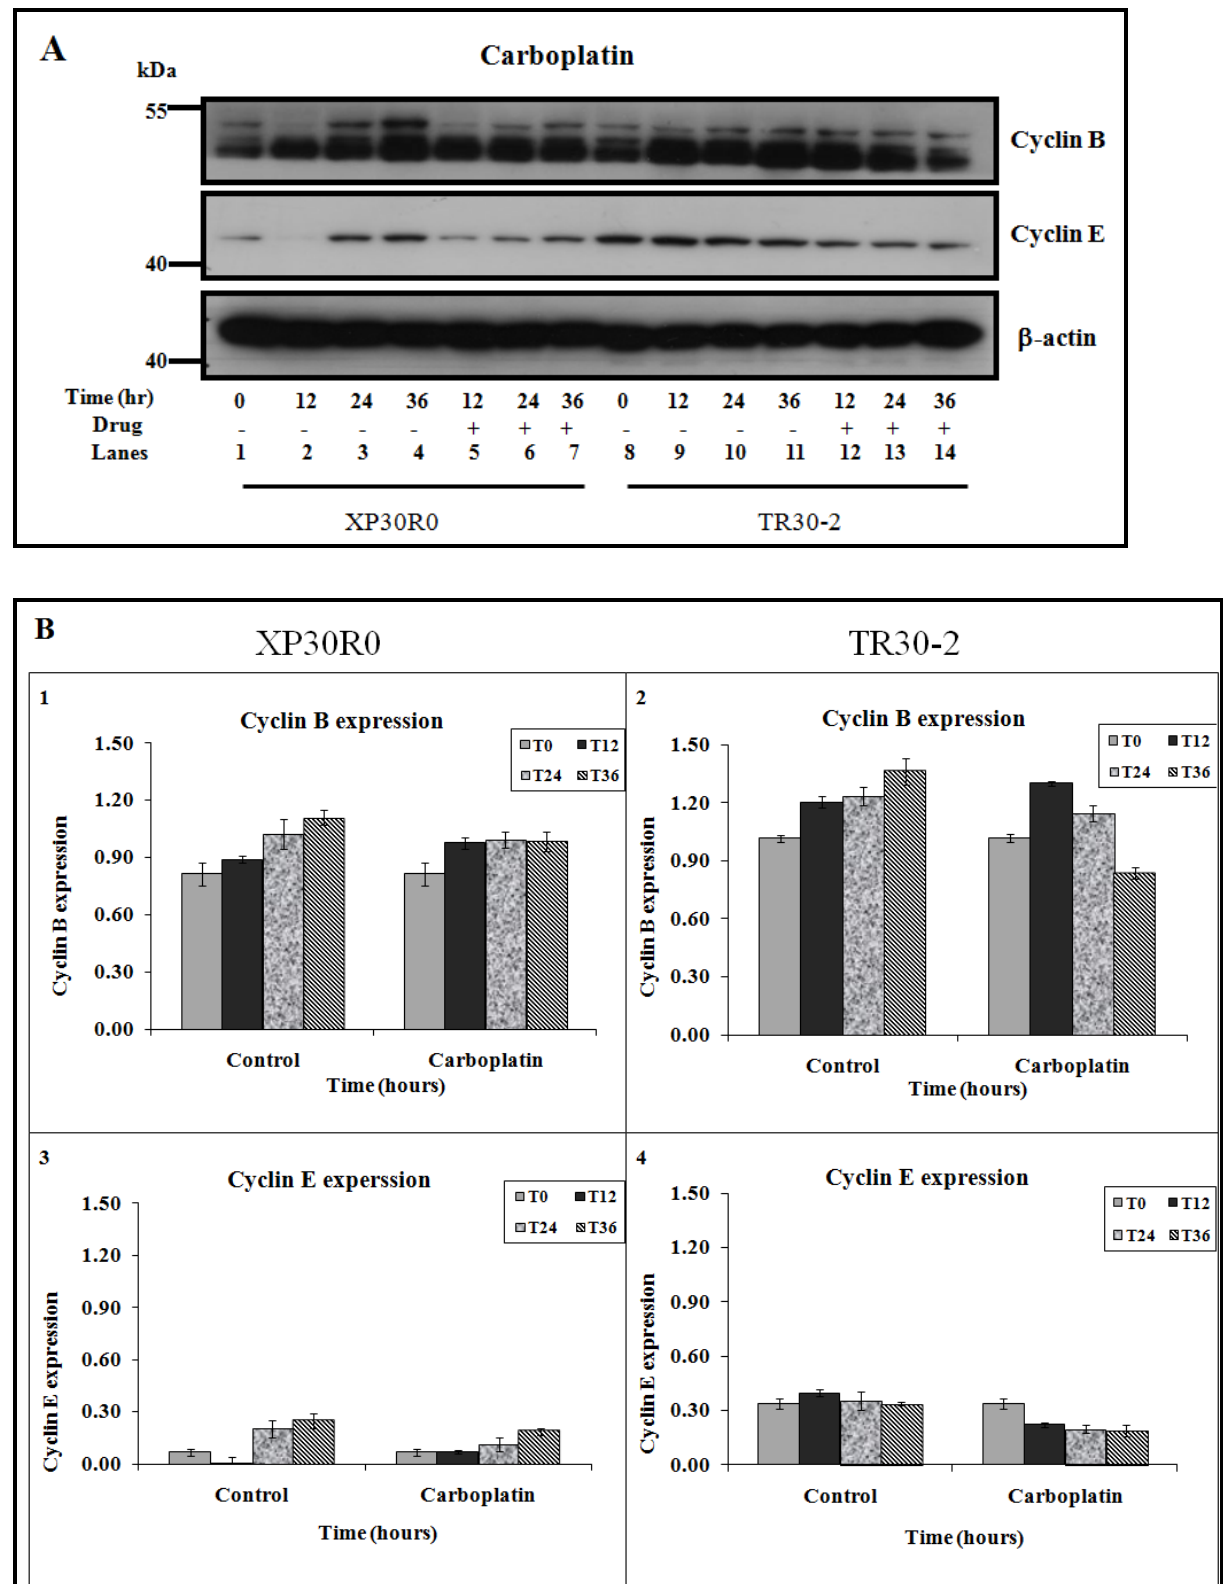 A
Carboplatin
kDa
55
Cyclin B
Cyclin E
40
β-actin
40
Time (hr) 0 12 24 36 12 24 36 0 12 24 36 12 24 36
Drug - - - - + + + - - - - + + +
Lanes 1 2 3 4 5 6 7 8 9 10 11 12 13 14
XP30R0 TR30-2
B
XP30R0 TR30-2
1
Cyclin B expression
T0 T12
T24 T36
1.50
1.20
0.90
0.60
0.30
0.00
Cyclin B expression
Control Carboplatin
Time (hours)
2
Cyclin B expression
T0 T12
T24 T36
1.50
1.20
0.90
0.60
0.30
0.00
Cyclin B expression
Control Carboplatin
Time (hours)
3
Cyclin E experssion
T0 T12
T24 T36
1.50
1.20
0.90
0.60
0.30
0.00
Cyclin E expression
Control Carboplatin
Time (hours)
4
Cyclin E expression
T0 T12
T24 T36
1.50
1.20
0.90
0.60
0.30
0.00
Cyclin E expression
Control Carboplatin
Time (hours)